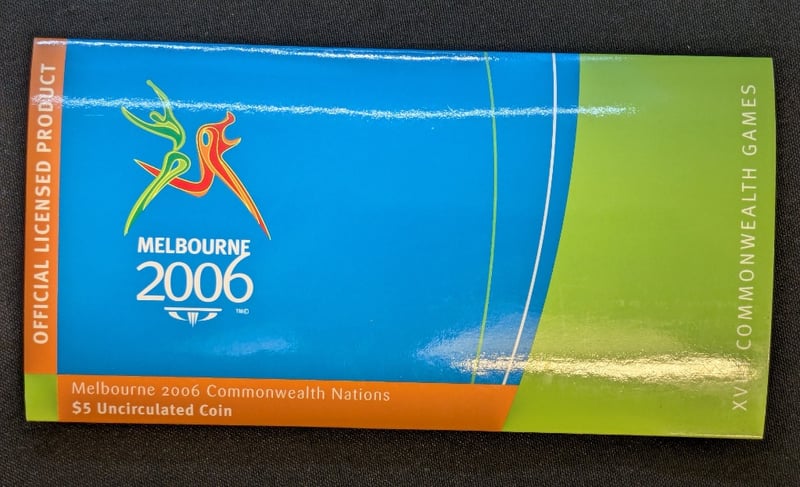 OFFICIAL LICENSED PRODUCT
MELBOURNE
2006
Melbourne 2006 Commonwealth Nations
$5 Uncirculated Coin
COMMONWEALTH GAMES